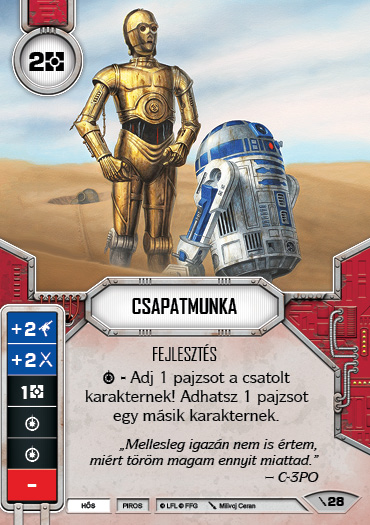 2
CSAPATMUNKA
FEJLESZTÉS
- Adj 1 pajzsot a csatolt
karakternek! Adhatsz 1 pajzsot
egy másik karakternek.
„Mellesleg igazán nem is értem,
miért töröm magam ennyit miattad.”
– C-3PO
+2
+2
1
–
HŐS
PIROS
© LFL © FFG
Milivoj Ceran
28